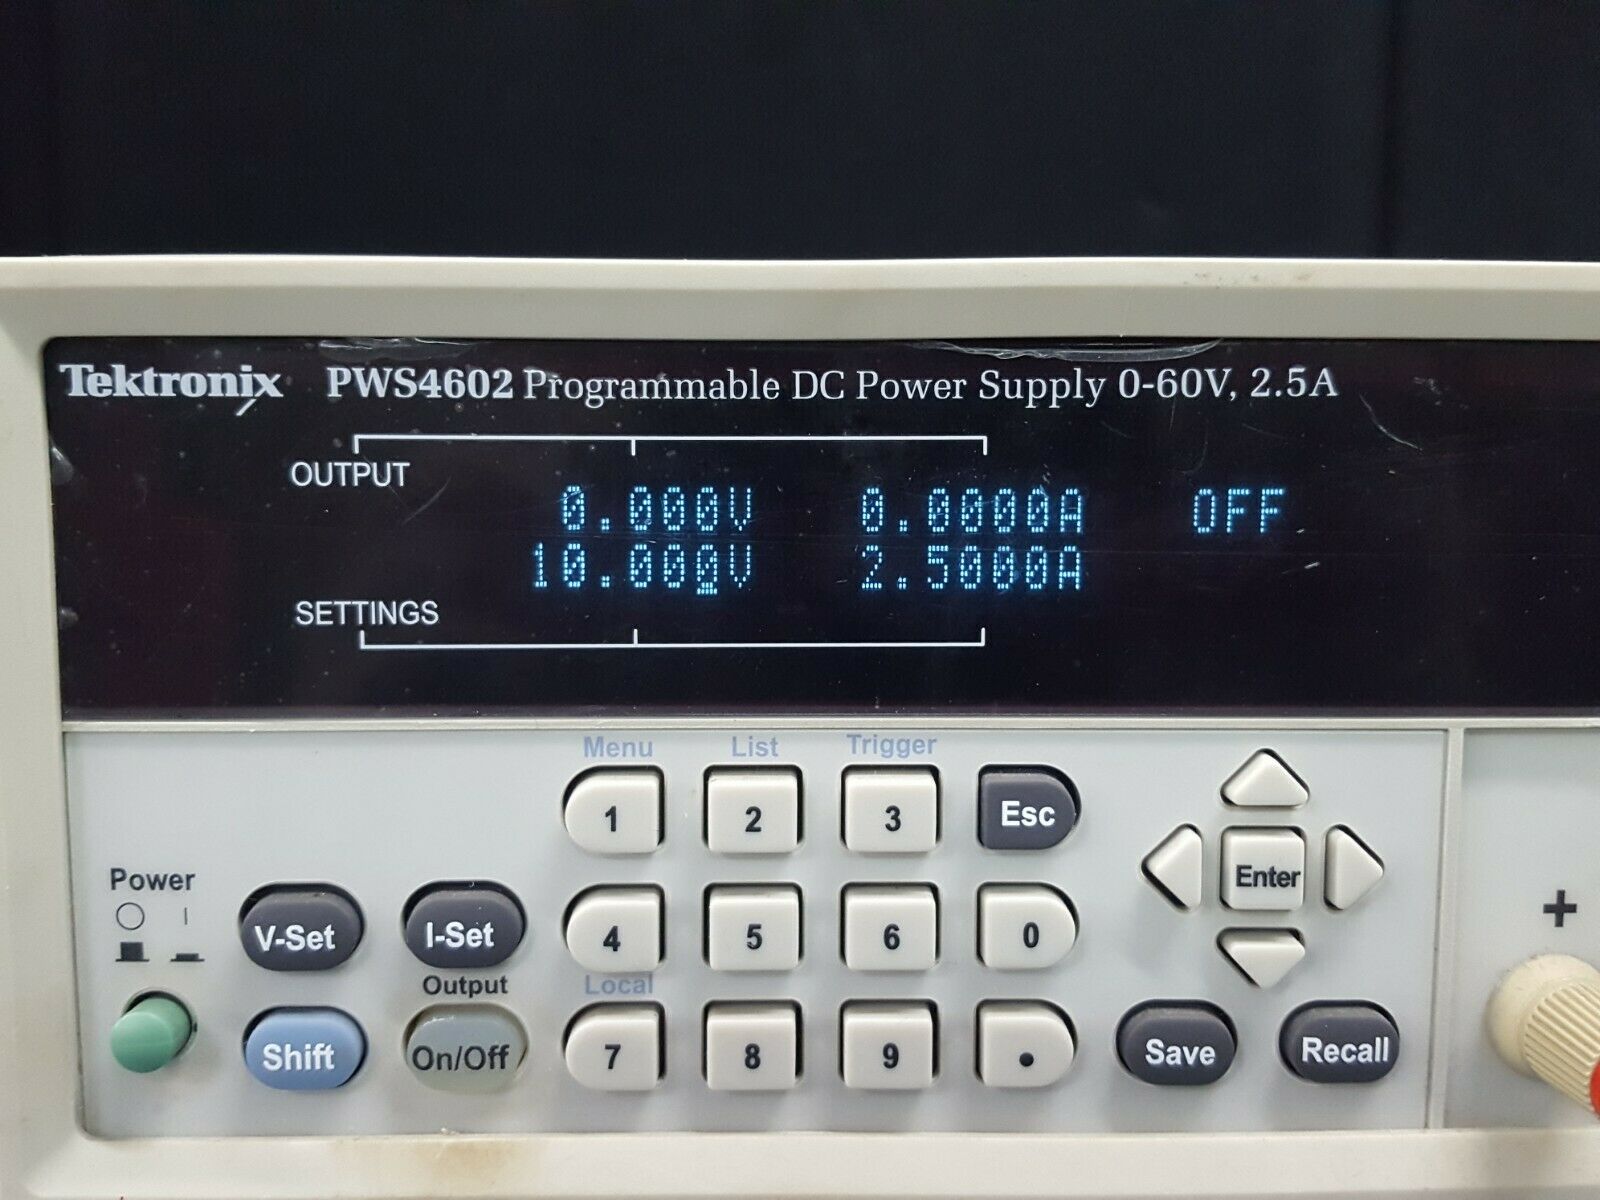 Tektronix PWS4602 Programmable DC Power Supply 0-60V, 2.5A
OUTPUT
0.000V 0.0000A OFF
10.000V 2.5000A
SETTINGS
Menu List Trigger
1 2 3 Esc
Power
V-Set I-Set 4 5 6 0 Enter
+
Output Local
Shift On/Off 7 8 9 . Save Recall